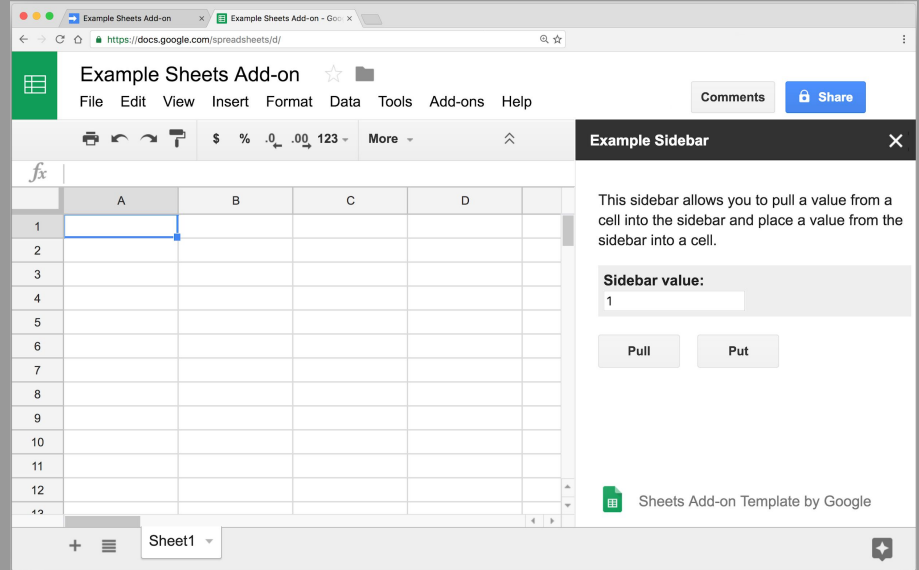 Example Sheets Add-on
Example Sheets Add-on - Goo
https://docs.google.com/spreadsheets/d/
Example Sheets Add-on
File Edit View Insert Format Data Tools Add-ons Help
Comments
Share
$ % .0 .00 123 More
Example Sidebar
fx
A B C D
1
2
3
4
5
6
7
8
9
10
11
12
13
This sidebar allows you to pull a value from a
cell into the sidebar and place a value from the
sidebar into a cell.
Sidebar value:
1
Pull Put
Sheets Add-on Template by Google
Sheet1